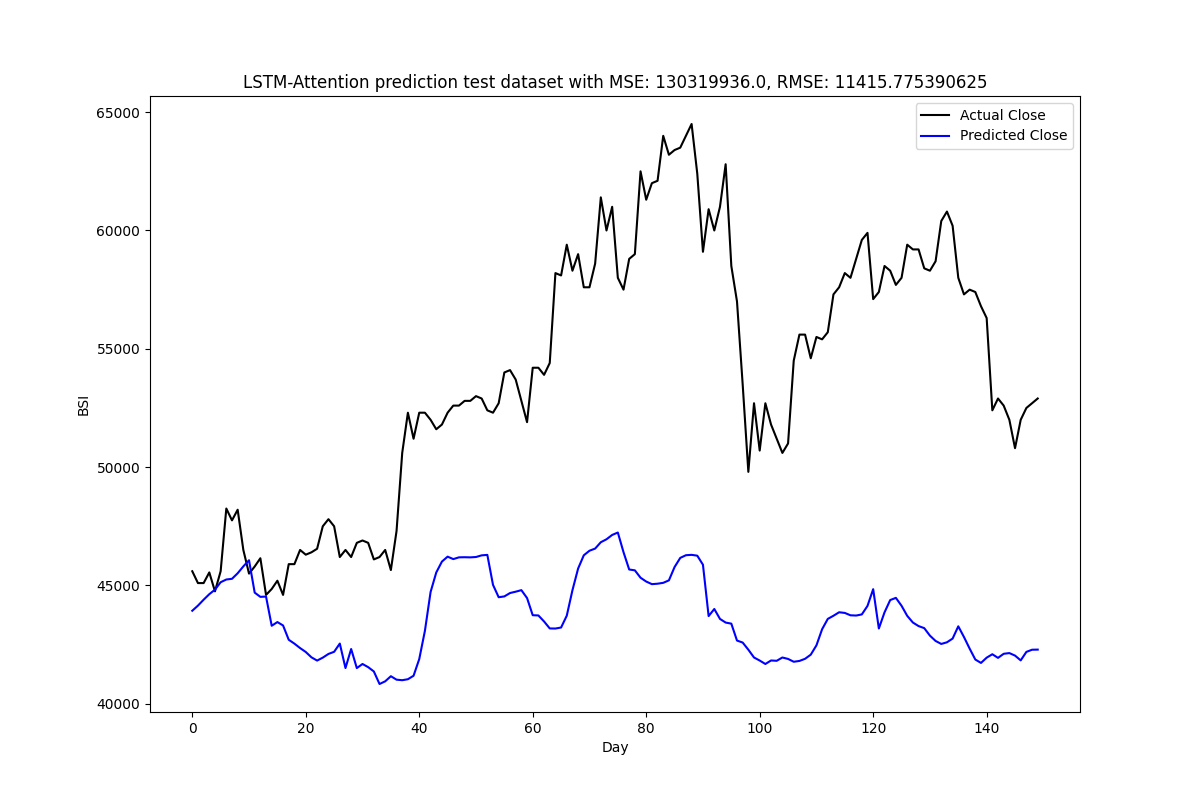 LSTM-Attention prediction test dataset with MSE: 130319936.0, RMSE: 11415.775390625
Actual Close
Predicted Close
65000
60000
55000
50000
45000
40000
BSI
0 20 40 60 80 100 120 140
Day